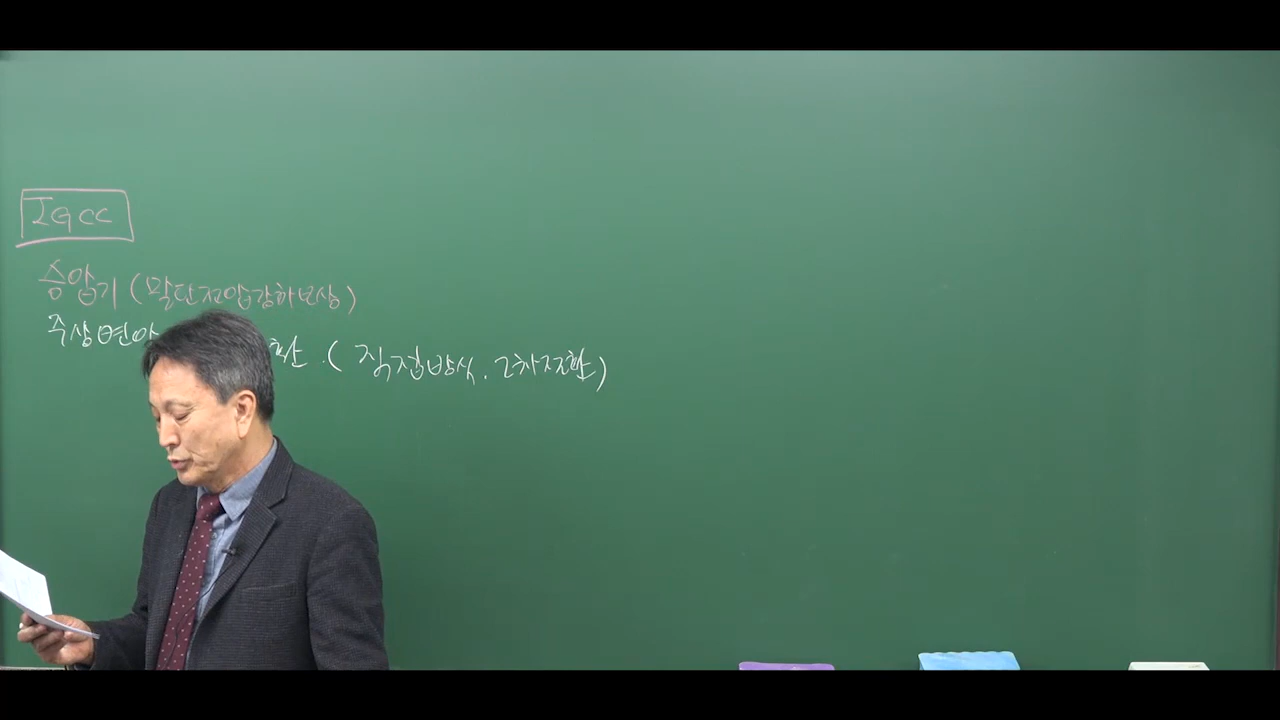 IGCC
승압기 (말단전압강하보상)
주상변압 환 . ( 직접방식, 2차전환)